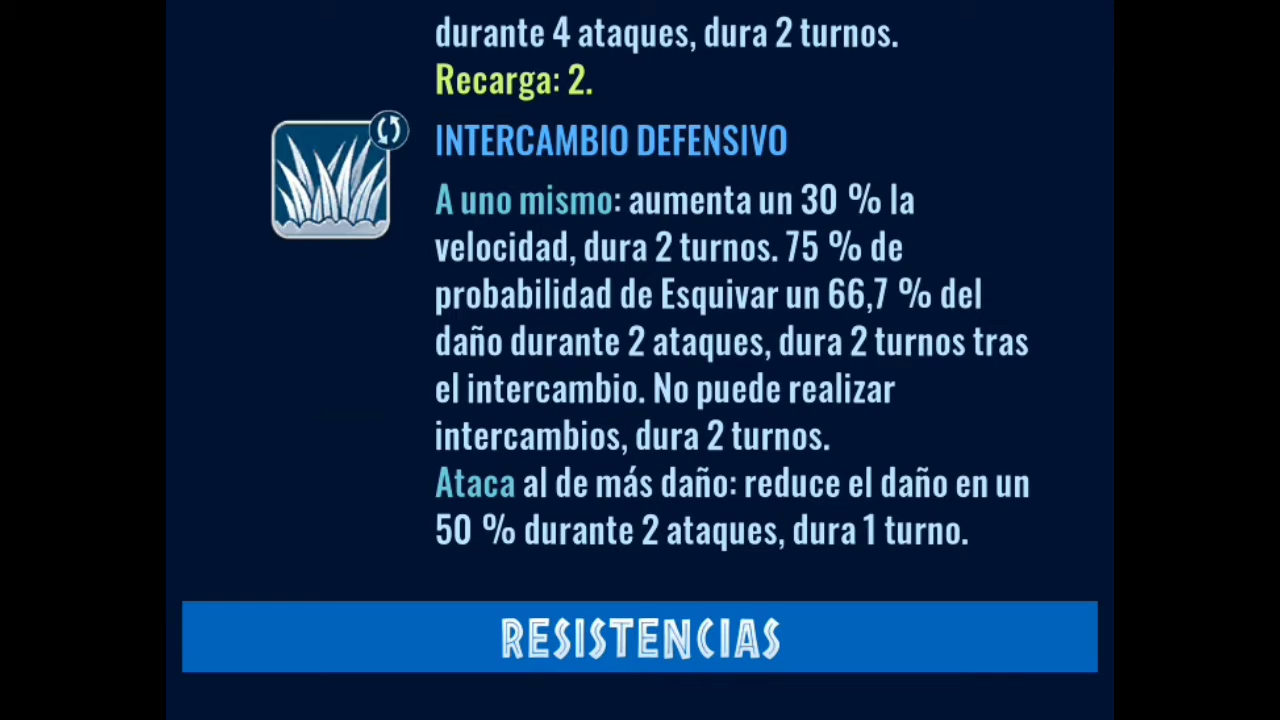 durante 4 ataques, dura 2 turnos.
Recarga: 2.
INTERCAMBIO DEFENSIVO
A uno mismo: aumenta un 30 % la
velocidad, dura 2 turnos. 75 % de
probabilidad de Esquivar un 66,7 % del
daño durante 2 ataques, dura 2 turnos tras
el intercambio. No puede realizar
intercambios, dura 2 turnos.
Ataca al de más daño: reduce el daño en un
50 % durante 2 ataques, dura 1 turno.
RESISTENCIAS